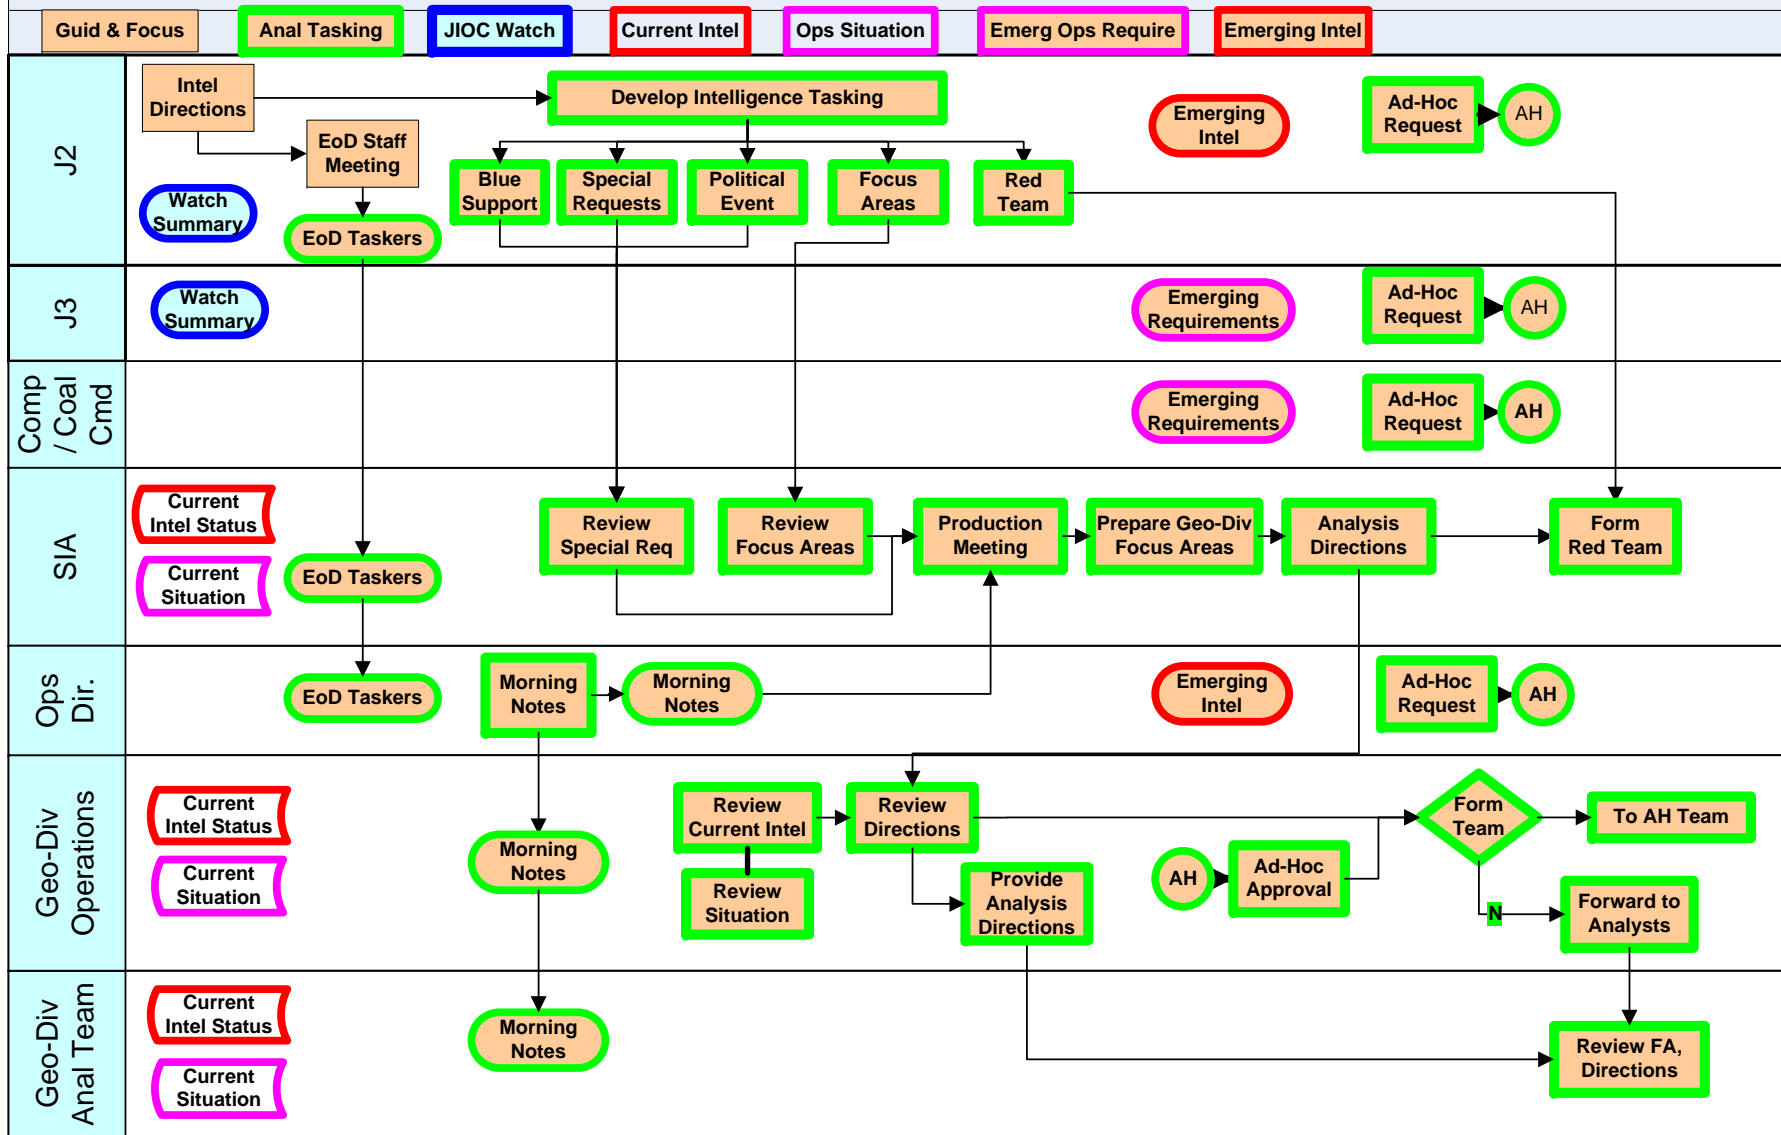 Guid & Focus
Anal Tasking
JIOC Watch
Current Intel
Ops Situation
Emerg Ops Require
Emerging Intel
J2
Intel
Directions
Develop Intelligence Tasking
EoD Staff
Meeting
Emerging
Intel
Ad-Hoc
Request
AH
Blue
Support
Special
Requests
Political
Event
Focus
Areas
Red
Team
Watch
Summary
EoD Taskers
J3
Watch
Summary
Emerging
Requirements
Ad-Hoc
Request
AH
Comp
/ Coal
Cmd
Emerging
Requirements
Ad-Hoc
Request
AH
SIA
Current
Intel Status
Current
Situation
EoD Taskers
Review
Special Req
Review
Focus Areas
Production
Meeting
Prepare Geo-Div
Focus Areas
Analysis
Directions
Form
Red Team
Ops
Dir.
EoD Taskers
Morning
Notes
Morning
Notes
Emerging
Intel
Ad-Hoc
Request
AH
Geo-Div
Operations
Current
Intel Status
Current
Situation
Morning
Notes
Review
Current Intel
Review
Situation
Review
Directions
Provide
Analysis
Directions
AH
Ad-Hoc
Approval
Form
Team
To AH Team
N
Forward to
Analysts
Geo-Div
Anal Team
Current
Intel Status
Current
Situation
Morning
Notes
Review FA,
Directions